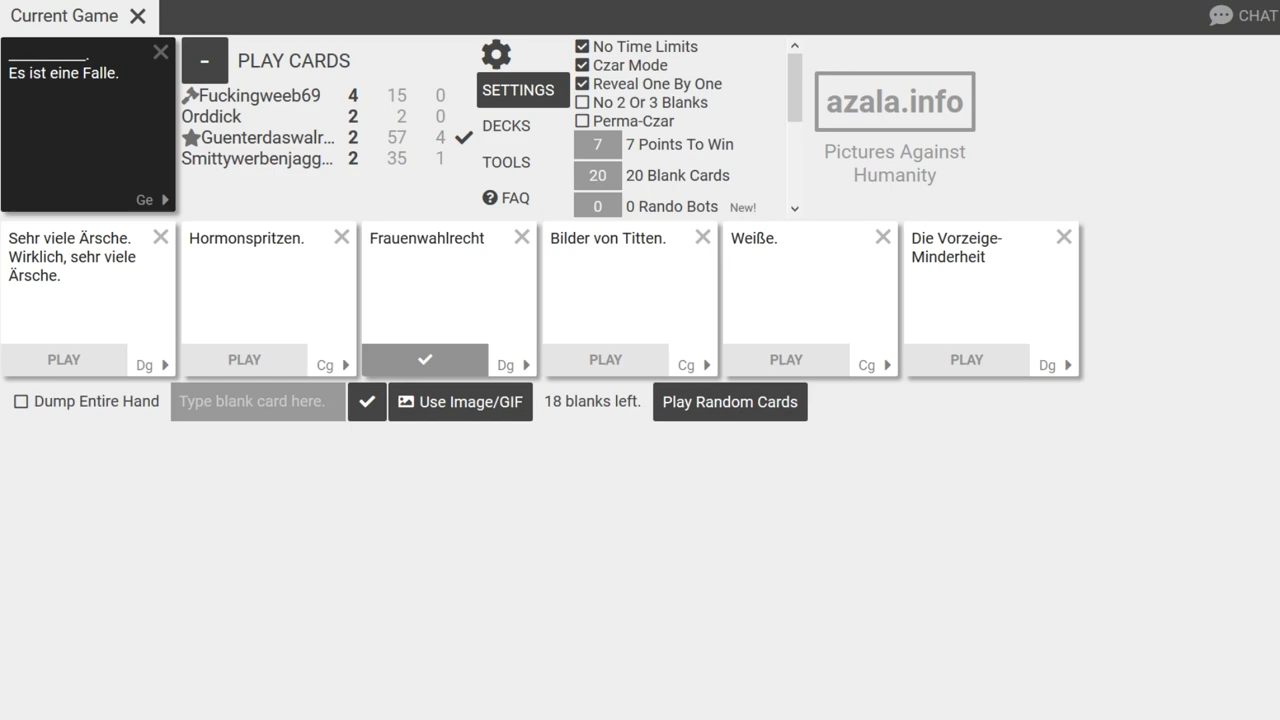 Current Game
CHAT
__________.
Es ist eine Falle.
Ge
-
PLAY CARDS
Fuckingweeb69 4 15 0
Orddick 2 2 0
Guenterdaswalr... 2 57 4
Smittywerbenjagg... 2 35 1
SETTINGS
DECKS
TOOLS
FAQ
No Time Limits
Czar Mode
Reveal One By One
No 2 Or 3 Blanks
Perma-Czar
7 7 Points To Win
20 20 Blank Cards
0 0 Rando Bots New!
azala.info
Pictures Against
Humanity
Sehr viele Ärsche.
Wirklich, sehr viele
Ärsche.
PLAY
Dg
Hormonspritzen.
PLAY
Cg
Frauenwahlrecht
Dg
Bilder von Titten.
PLAY
Cg
Weiße.
PLAY
Cg
Die Vorzeige-
Minderheit
PLAY
Dg
Dump Entire Hand
Type blank card here.
Use Image/GIF
18 blanks left.
Play Random Cards